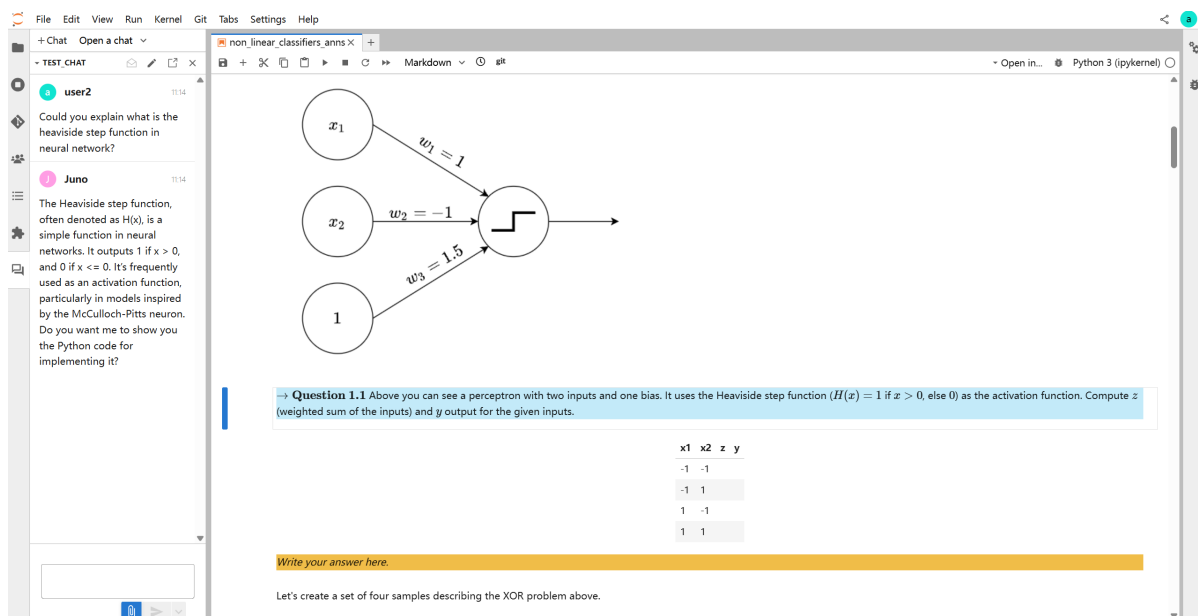 File Edit View Run Kernel Git Tabs Settings Help
a
+ Chat Open a chat
TEST_CHAT
a user2 11:14
Could you explain what is the
heaviside step function in
neural network?
J Juno 11:14
The Heaviside step function,
often denoted as H(x), is a
simple function in neural
networks. It outputs 1 if x > 0,
and 0 if x <= 0. It's frequently
used as an activation function,
particularly in models inspired
by the McCulloch-Pitts neuron.
Do you want me to show you
the Python code for
implementing it?
non_linear_classifiers_anns × +
Markdown git Open in... Python 3 (ipykernel)
x₁
w₁ = 1
x₂
w₂ = −1
w₃ = 1.5
1
→ Question 1.1 Above you can see a perceptron with two inputs and one bias. It uses the Heaviside step function (H(x) = 1 if x > 0, else 0) as the activation function. Compute z
(weighted sum of the inputs) and y output for the given inputs.
x1 x2 z y
-1 -1
-1 1
1 -1
1 1
Write your answer here.
Let's create a set of four samples describing the XOR problem above.